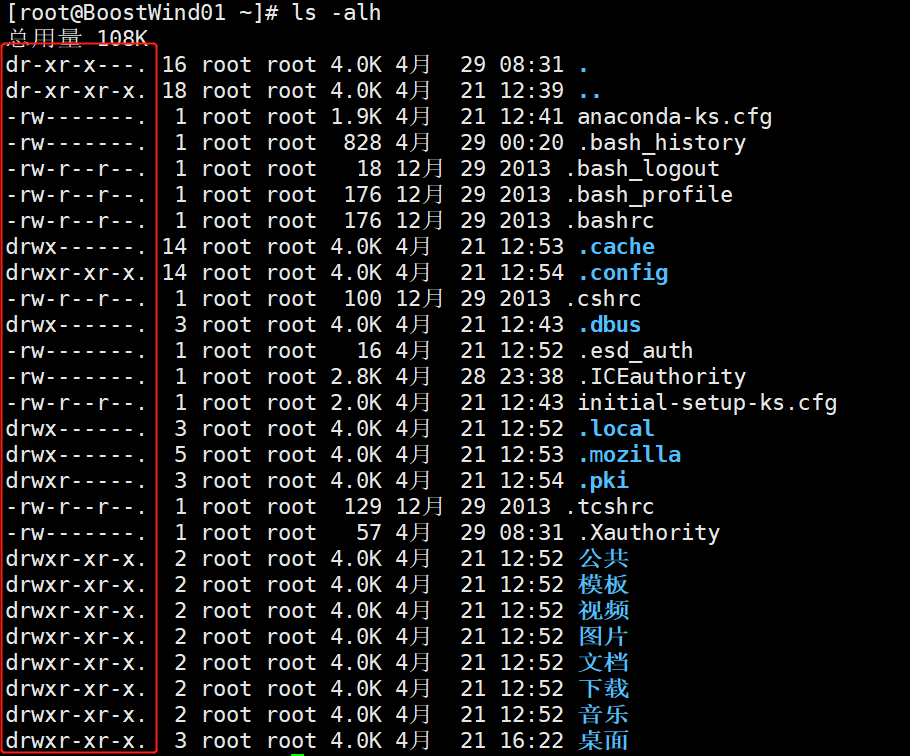 [root@BoostWind01 ~]# ls -alh
总用量 108K
dr-xr-x---. 16 root root 4.0K 4月  29 08:31 .
dr-xr-xr-x. 18 root root 4.0K 4月  21 12:39 ..
-rw-------.  1 root root 1.9K 4月  21 12:41 anaconda-ks.cfg
-rw-------.  1 root root  828 4月  29 00:20 .bash_history
-rw-r--r--.  1 root root   18 12月 29 2013 .bash_logout
-rw-r--r--.  1 root root  176 12月 29 2013 .bash_profile
-rw-r--r--.  1 root root  176 12月 29 2013 .bashrc
drwx------. 14 root root 4.0K 4月  21 12:53 .cache
drwxr-xr-x. 14 root root 4.0K 4月  21 12:54 .config
-rw-r--r--.  1 root root  100 12月 29 2013 .cshrc
drwx------.  3 root root 4.0K 4月  21 12:43 .dbus
-rw-------.  1 root root   16 4月  21 12:52 .esd_auth
-rw-------.  1 root root 2.8K 4月  28 23:38 .ICEauthority
-rw-r--r--.  1 root root 2.0K 4月  21 12:43 initial-setup-ks.cfg
drwx------.  3 root root 4.0K 4月  21 12:52 .local
drwx------.  5 root root 4.0K 4月  21 12:53 .mozilla
drwxr-----.  3 root root 4.0K 4月  21 12:54 .pki
-rw-r--r--.  1 root root  129 12月 29 2013 .tcshrc
-rw-------.  1 root root   57 4月  29 08:31 .Xauthority
drwxr-xr-x.  2 root root 4.0K 4月  21 12:52 公共
drwxr-xr-x.  2 root root 4.0K 4月  21 12:52 模板
drwxr-xr-x.  2 root root 4.0K 4月  21 12:52 视频
drwxr-xr-x.  2 root root 4.0K 4月  21 12:52 图片
drwxr-xr-x.  2 root root 4.0K 4月  21 12:52 文档
drwxr-xr-x.  2 root root 4.0K 4月  21 12:52 下载
drwxr-xr-x.  2 root root 4.0K 4月  21 12:52 音乐
drwxr-xr-x.  3 root root 4.0K 4月  21 16:22 桌面